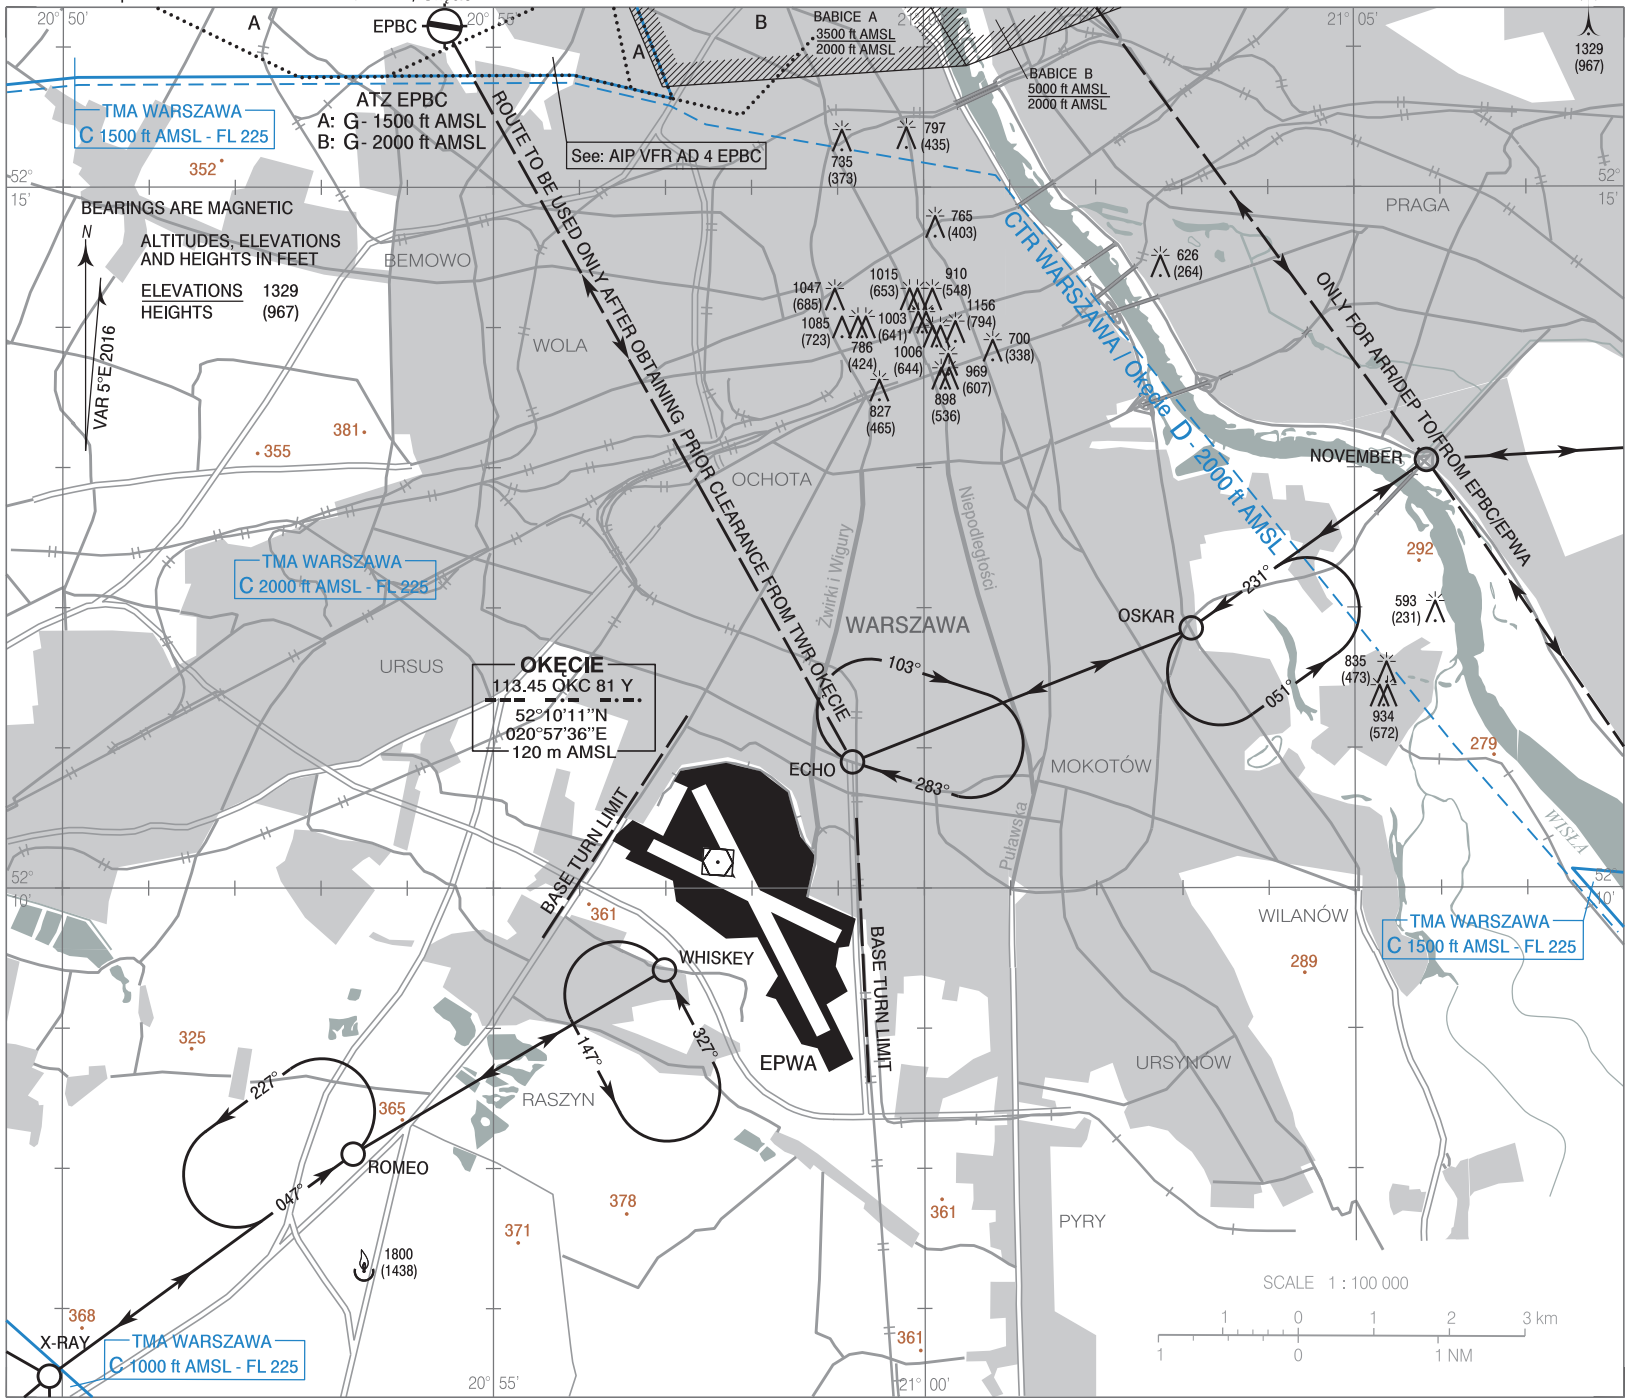 20° 50'
20° 55'
21° 05'
A
EPBC
A
B
BABICE A
3500 ft AMSL
2000 ft AMSL
BABICE B
5000 ft AMSL
2000 ft AMSL
1329
(967)
TMA WARSZAWA
C 1500 ft AMSL - FL 225
ATZ EPBC
A: G - 1500 ft AMSL
B: G - 2000 ft AMSL
See: AIP VFR AD 4 EPBC
352
797
(435)
735
(373)
52°
15'
52°
15'
BEARINGS ARE MAGNETIC
N
ALTITUDES, ELEVATIONS
AND HEIGHTS IN FEET
ELEVATIONS 1329
HEIGHTS (967)
VAR 5°E2016
BEMOWO
PRAGA
765
(403)
626
(264)
1047
(685)
1015
(653)
910
(548)
1085
(723)
1003
(641)
1156
(794)
786
(424)
1006
(644)
700
(338)
969
(607)
827
(465)
898
(536)
WOLA
ROUTE TO BE USED ONLY AFTER OBTAINING PRIOR CLEARANCE FROM TWR OKĘCIE
CTR WARSZAWA / Okęcie D - 2000 ft AMSL
ONLY FOR ARR/DEP TO/FROM EPBC/EPWA
381
355
OCHOTA
NOVEMBER
Żwirki i Wigury
Niepodległości
TMA WARSZAWA
C 2000 ft AMSL - FL 225
292
593
(231)
231°
OSKAR
051°
WARSZAWA
URSUS
OKĘCIE
113.45 OKC 81 Y
52°10'11''N
020°57'36''E
120 m AMSL
103°
835
(473)
934
(572)
279
ECHO
283°
MOKOTÓW
Puławska
WISŁA
BASE TURN LIMIT
52°
10'
52°
10'
361
WILANÓW
TMA WARSZAWA
C 1500 ft AMSL - FL 225
289
WHISKEY
BASE TURN LIMIT
325
147°
327°
EPWA
URSYNÓW
227°
365
RASZYN
ROMEO
047°
378
371
361
PYRY
1800
(1438)
SCALE 1 : 100 000
1 0 1 2 3 km
1 0 1 NM
368
X-RAY
TMA WARSZAWA
C 1000 ft AMSL - FL 225
361
20° 55'
21° 00'